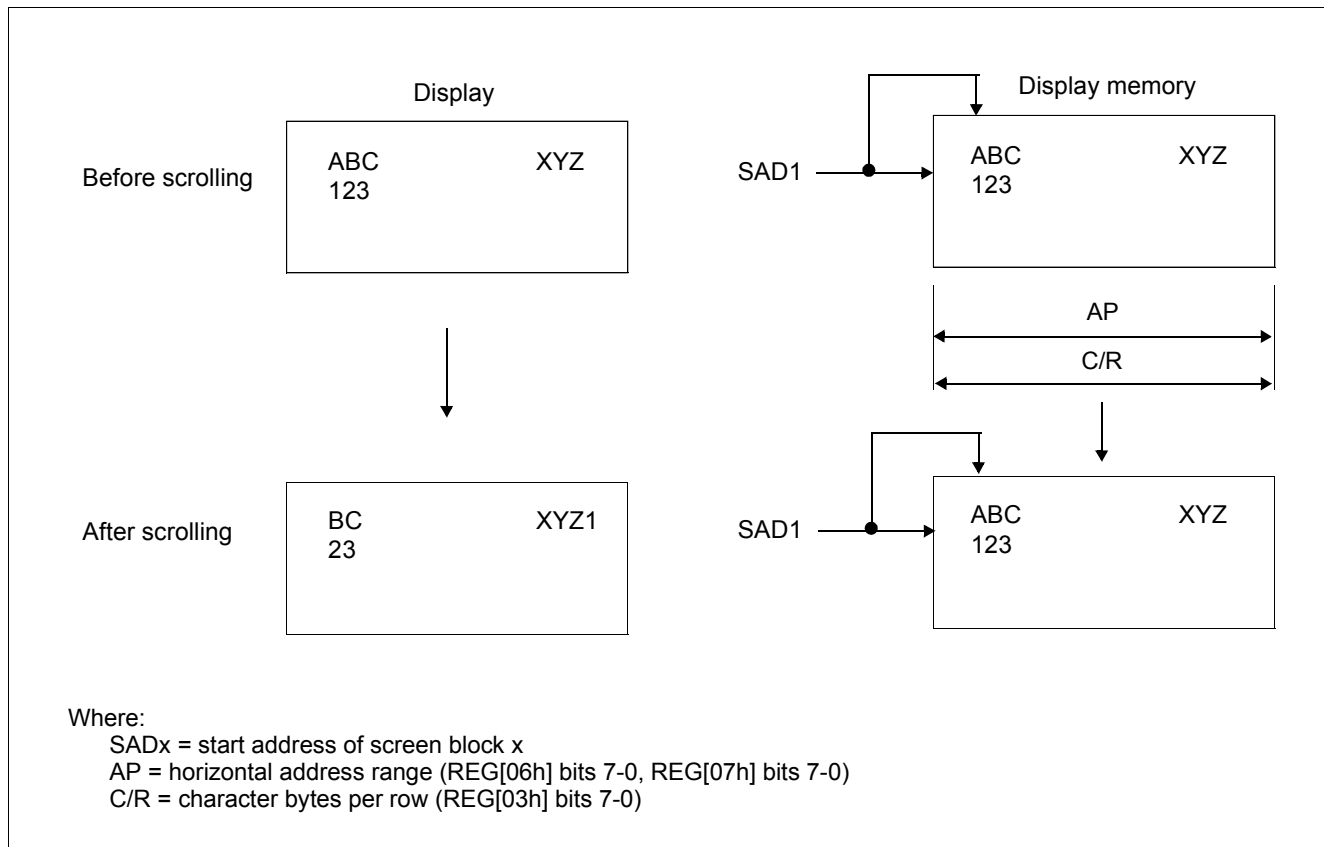 Display
Display memory
Before scrolling
ABC XYZ
123
SAD1
ABC XYZ
123
AP
C/R
After scrolling
BC XYZ1
23
SAD1
ABC XYZ
123
Where:
SADx = start address of screen block x
AP = horizontal address range (REG[06h] bits 7-0, REG[07h] bits 7-0)
C/R = character bytes per row (REG[03h] bits 7-0)